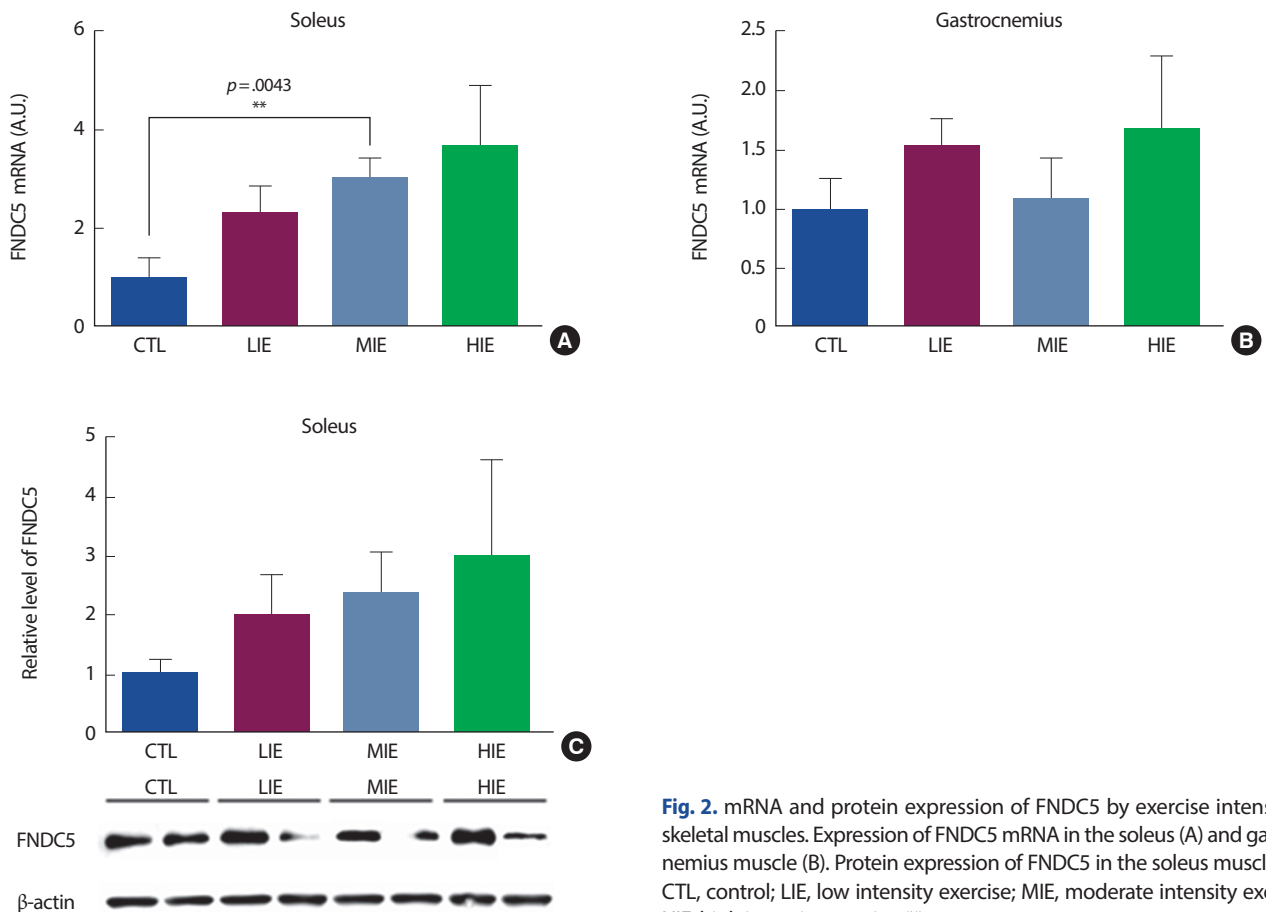 Soleus
6
4
2
0
FNDC5 mRNA (A.U.)
p=.0043
**
CTL LIE MIE HIE
A
Gastrocnemius
2.5
2.0
1.5
1.0
0.5
0
FNDC5 mRNA (A.U.)
CTL LIE MIE HIE
B
Soleus
5
4
3
2
1
0
Relative level of FNDC5
CTL LIE MIE HIE
C
CTL LIE MIE HIE
FNDC5
β-actin
Fig. 2. mRNA and protein expression of FNDC5 by exercise intens
skeletal muscles. Expression of FNDC5 mRNA in the soleus (A) and ga
nemius muscle (B). Protein expression of FNDC5 in the soleus muscl
CTL, control; LIE, low intensity exercise; MIE, moderate intensity exe